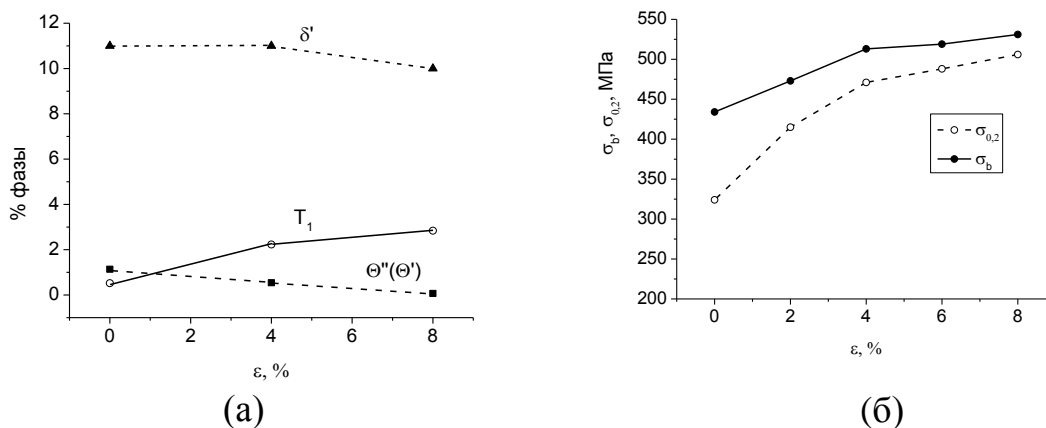 12
10
8
6
4
2
0
% фазы
δ'
T₁
Θ''(Θ')
0 2 4 6 8
ε, %
(а)
550
500
450
400
350
300
250
200
σb, σ0,2, МПа
σ0,2
σb
0 2 4 6 8
ε, %
(б)